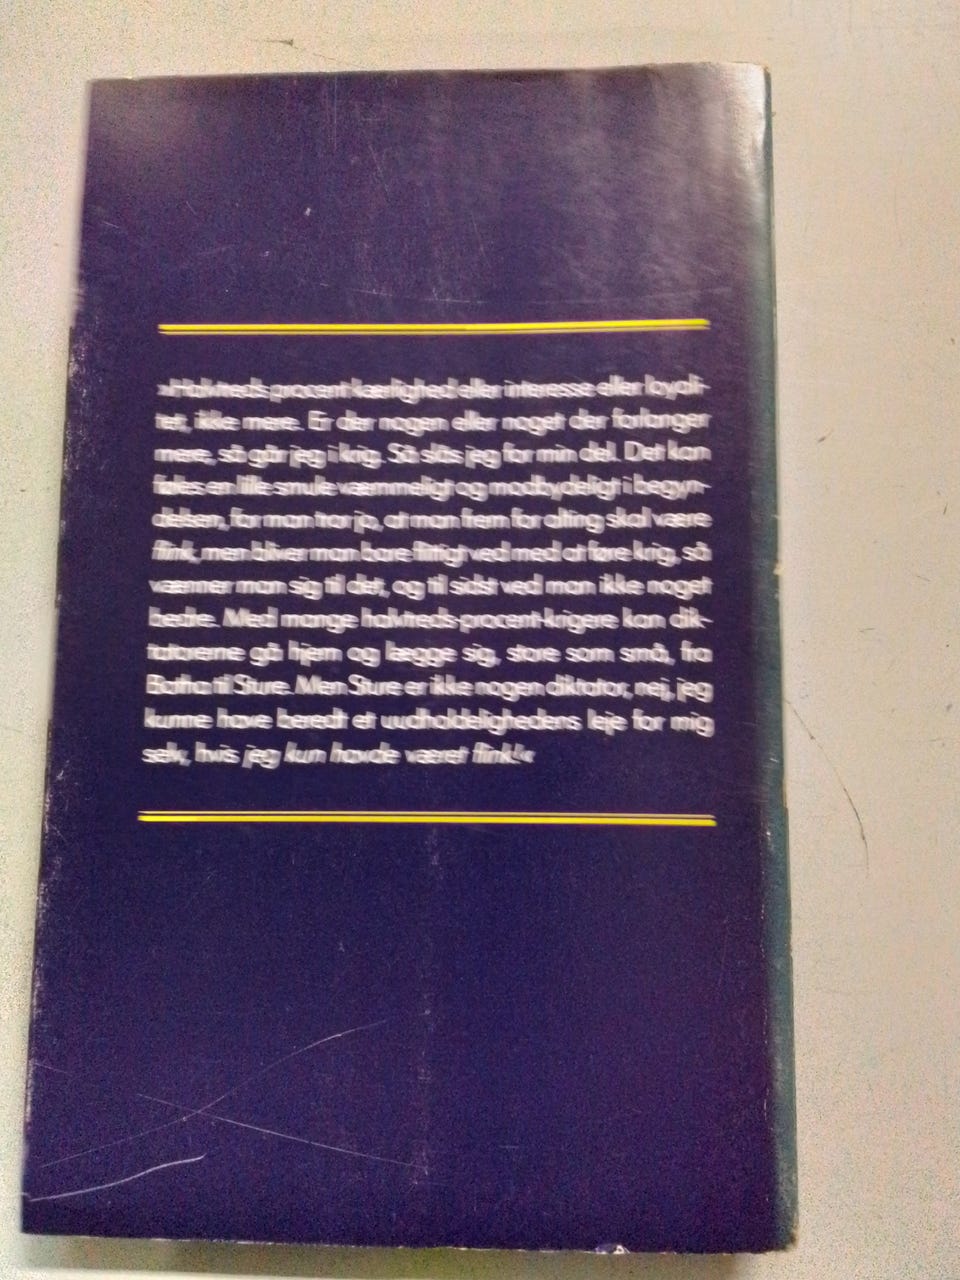 »Halvtreds procent kærlighed eller interesse eller loyali-
tet, ikke mere. Er der nogen eller noget der forlanger
mere, så går jeg i krig. Så slås jeg for min del. Det kan
føles en lille smule væmmeligt og modbydeligt i begyn-
delsen, for man tror jo, at man frem for alting skal være
flink, men bliver man bare flittigt ved med at føre krig, så
vænner man sig til det, og til sidst ved man ikke noget
bedre. Med mange halvtreds-procent-krigere kan dik-
tatorerne gå hjem og lægge sig, store som små, fra
Botha til Sture. Men Sture er ikke nogen diktator, nej, jeg
kunne have beredt et uudholdelighedens leje for mig
selv, hvis jeg kun havde været flink!«